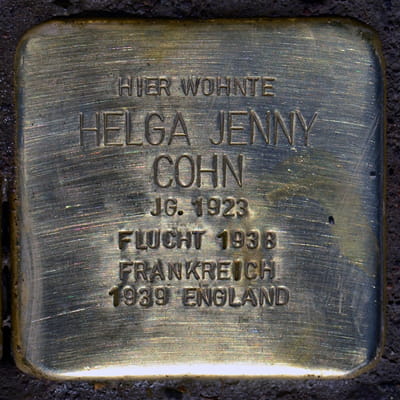 HIER WOHNTE
HELGA JENNY
COHN
JG. 1923
FLUCHT 1938
FRANKREICH
1939 ENGLAND